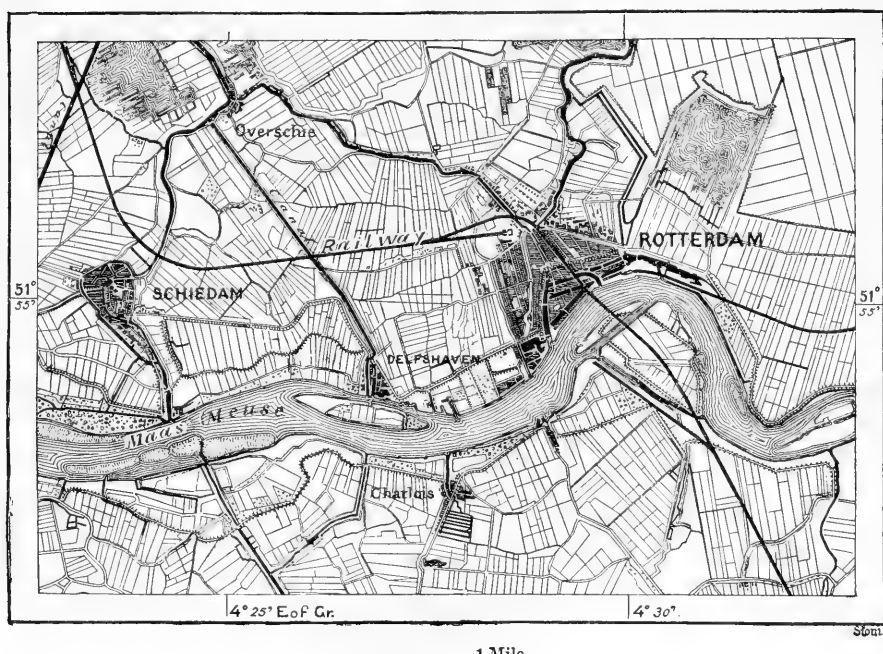 Overschie
Canal
Railway
ROTTERDAM
51°
55'
SCHIEDAM
51°
55'
DELFSHAVEN
Maas Meuse
Charlois
4° 25' E of Gr.
4° 30'.
1 Mile